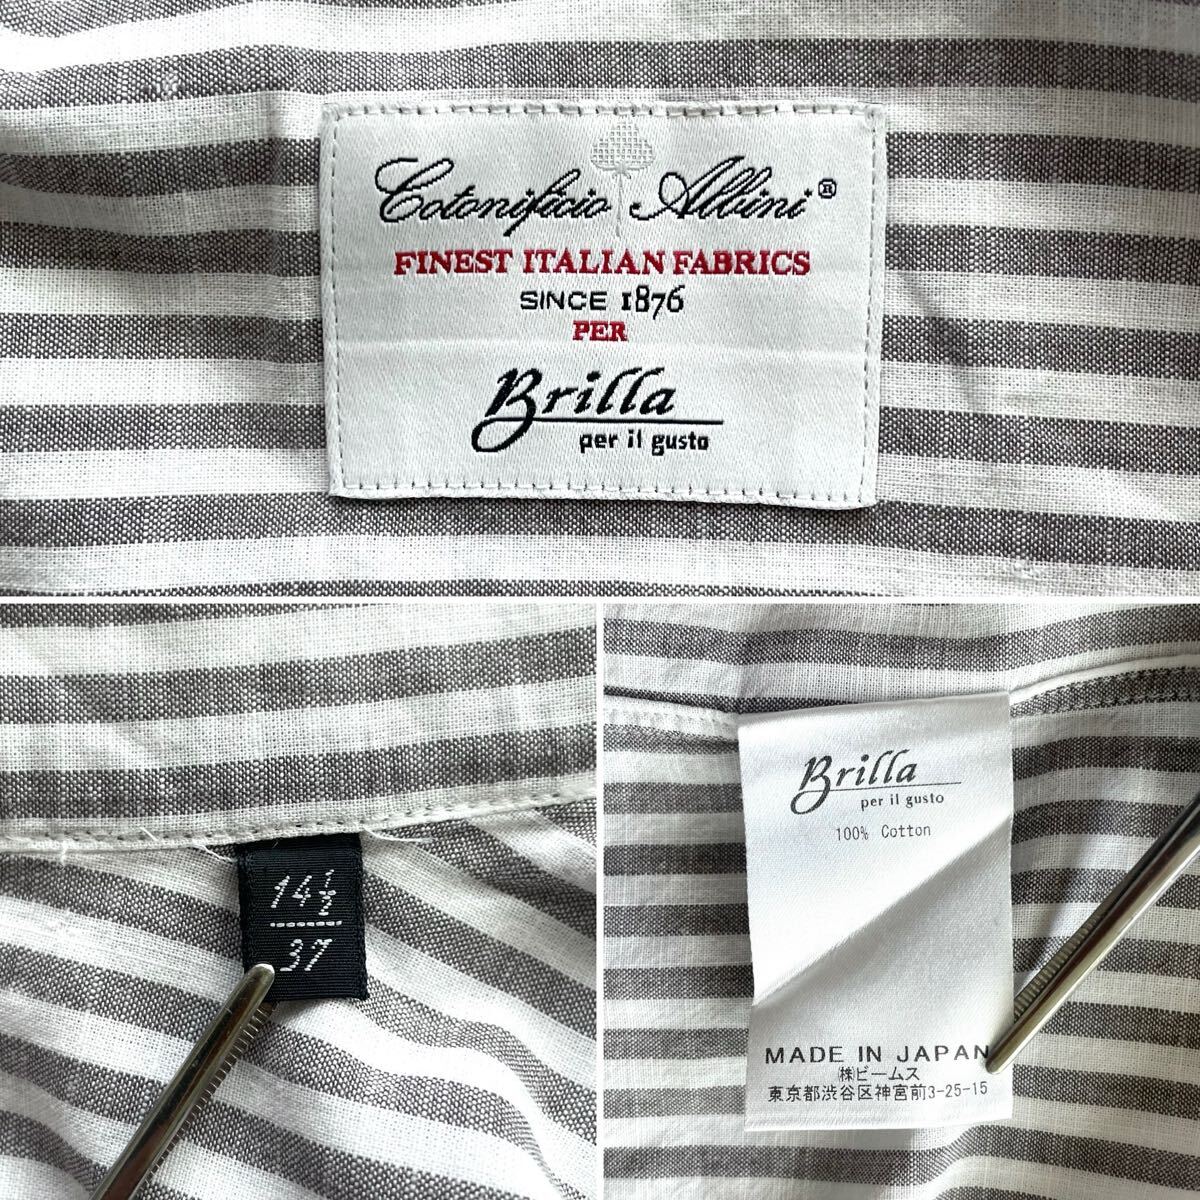 Cotonificio Albini®
FINEST ITALIAN FABRICS
SINCE 1876
PER
Brilla
per il gusto
14 1/2
37
Brilla
per il gusto
100% Cotton
MADE IN JAPAN
㈱ビームス
東京都渋谷区神宮前3-25-15